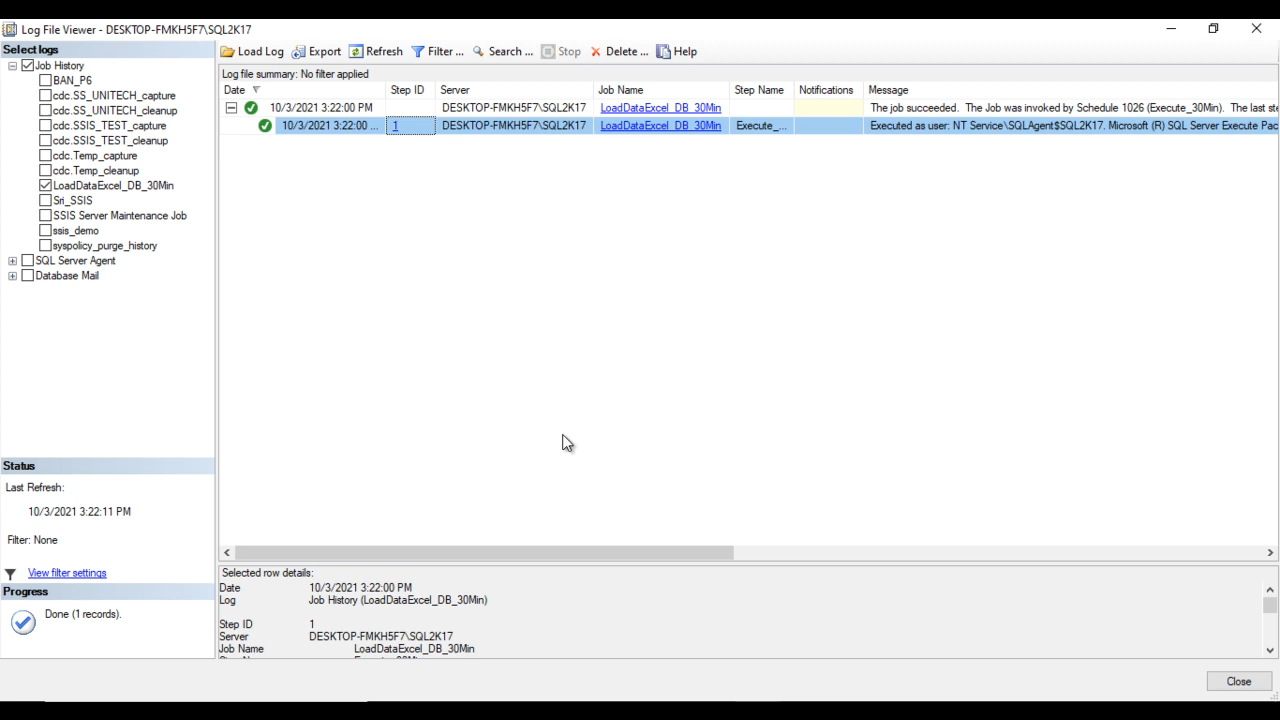 Log File Viewer - DESKTOP-FMKH5F7\SQL2K17
Select logs
Job History
BAN_P6
cdc.SS_UNITECH_capture
cdc.SS_UNITECH_cleanup
cdc.SSIS_TEST_capture
cdc.SSIS_TEST_cleanup
cdc.Temp_capture
cdc.Temp_cleanup
LoadDataExcel_DB_30Min
Sri_SSIS
SSIS Server Maintenance Job
ssis_demo
syspolicy_purge_history
SQL Server Agent
Database Mail
Status
Last Refresh:
10/3/2021 3:22:11 PM
Filter: None
View filter settings
Progress
Done (1 records).
Load Log Export Refresh Filter ... Search ... Stop Delete ... Help
Log file summary: No filter applied
Date Step ID Server Job Name Step Name Notifications Message
10/3/2021 3:22:00 PM DESKTOP-FMKH5F7\SQL2K17 LoadDataExcel_DB_30Min The job succeeded. The Job was invoked by Schedule 1026 (Execute_30Min). The last ste
10/3/2021 3:22:00 ... 1 DESKTOP-FMKH5F7\SQL2K17 LoadDataExcel_DB_30Min Execute_... Executed as user: NT Service\SQLAgent$SQL2K17. Microsoft (R) SQL Server Execute Pac
Selected row details:
Date 10/3/2021 3:22:00 PM
Log Job History (LoadDataExcel_DB_30Min)
Step ID 1
Server DESKTOP-FMKH5F7\SQL2K17
Job Name LoadDataExcel_DB_30Min
Close